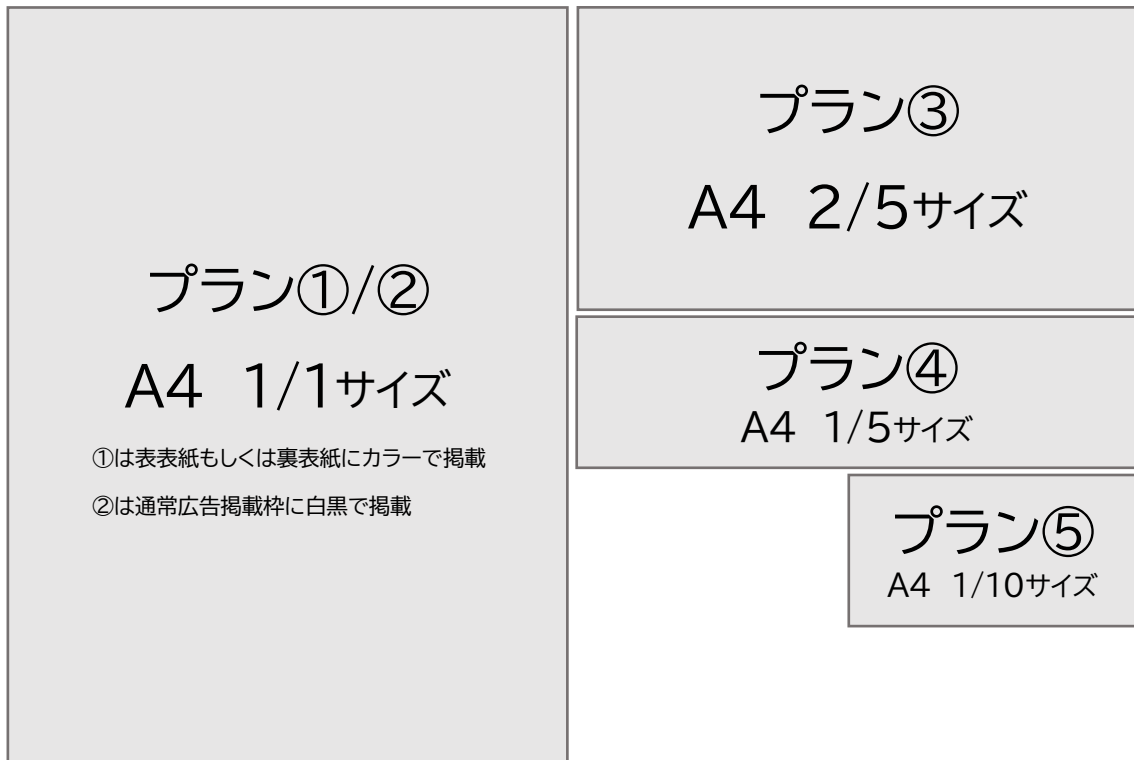 プラン①/②
A4 1/1サイズ
①は表表紙もしくは裏表紙にカラーで掲載
②は通常広告掲載枠に白黒で掲載
プラン③
A4 2/5サイズ
プラン④
A4 1/5サイズ
プラン⑤
A4 1/10サイズ